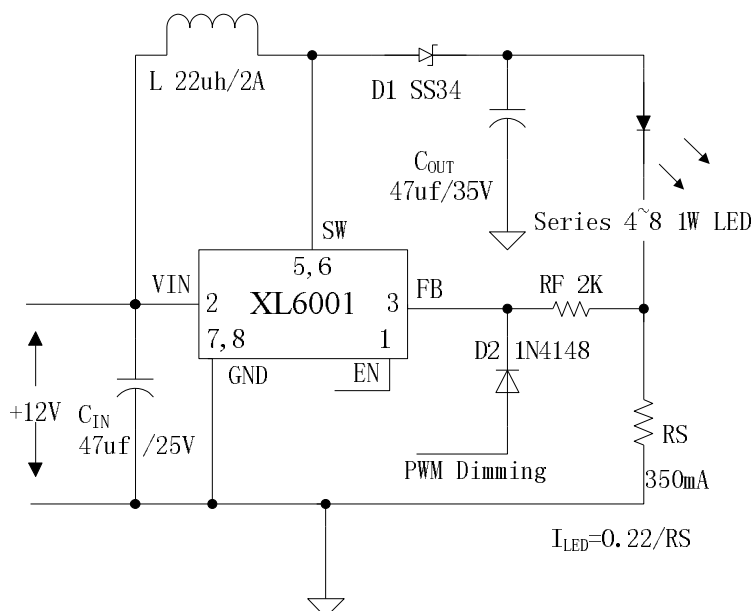 L 22uh/2A
D1 SS34
COUT
47uf/35V
Series 4~8 1W LED
SW
5,6
VIN
2
XL6001
3
FB
RF 2K
7,8
1
GND
EN
D2 1N4148
+12V
CIN
47uf/25V
RS
PWM Dimming
350mA
ILED=0.22/RS